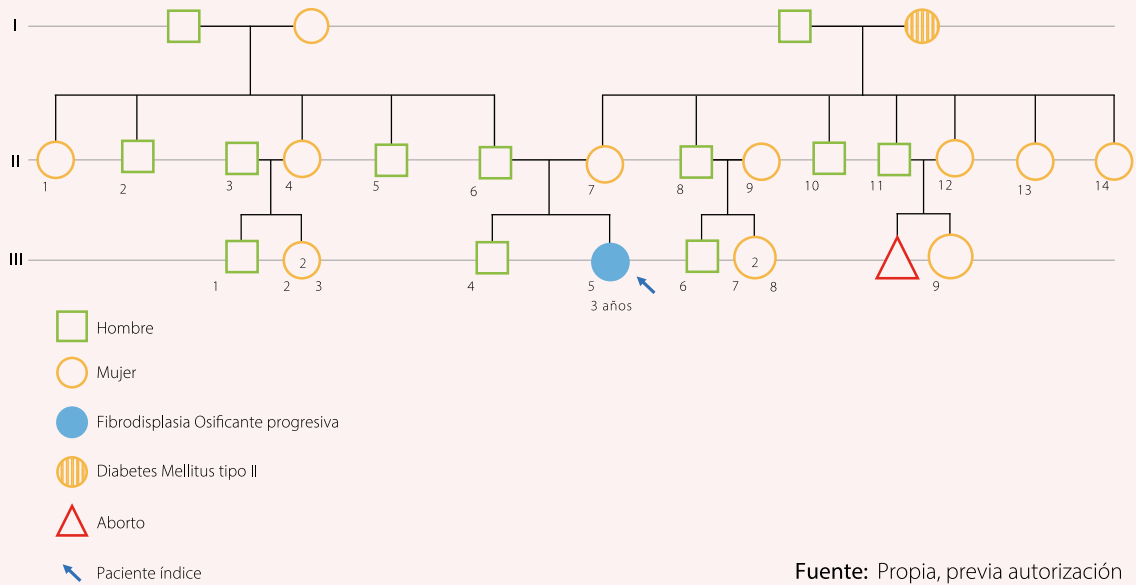 I
II
1 2 3 4 5 6 7 8 9 10 11 12 13 14
III
2 2
1 2 3 4 5 6 7 8 9
3 años
Hombre
Mujer
Fibrodisplasia Osificante progresiva
Diabetes Mellitus tipo II
Aborto
Paciente índice
Fuente: Propia, previa autorización